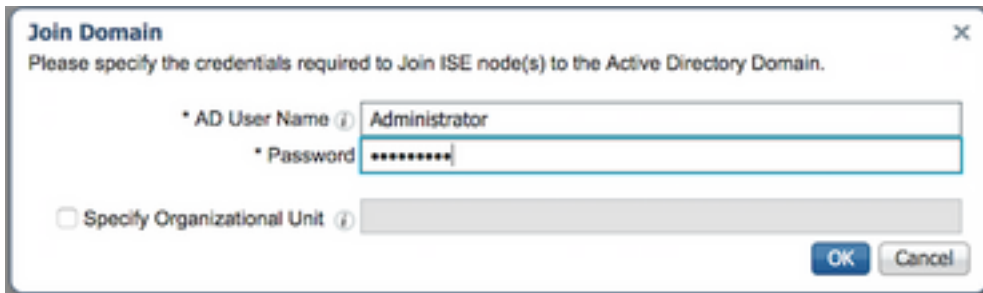 Join Domain
Please specify the credentials required to Join ISE node(s) to the Active Directory Domain.
* AD User Name i Administrator
* Password •••••••••
Specify Organizational Unit i
OK Cancel